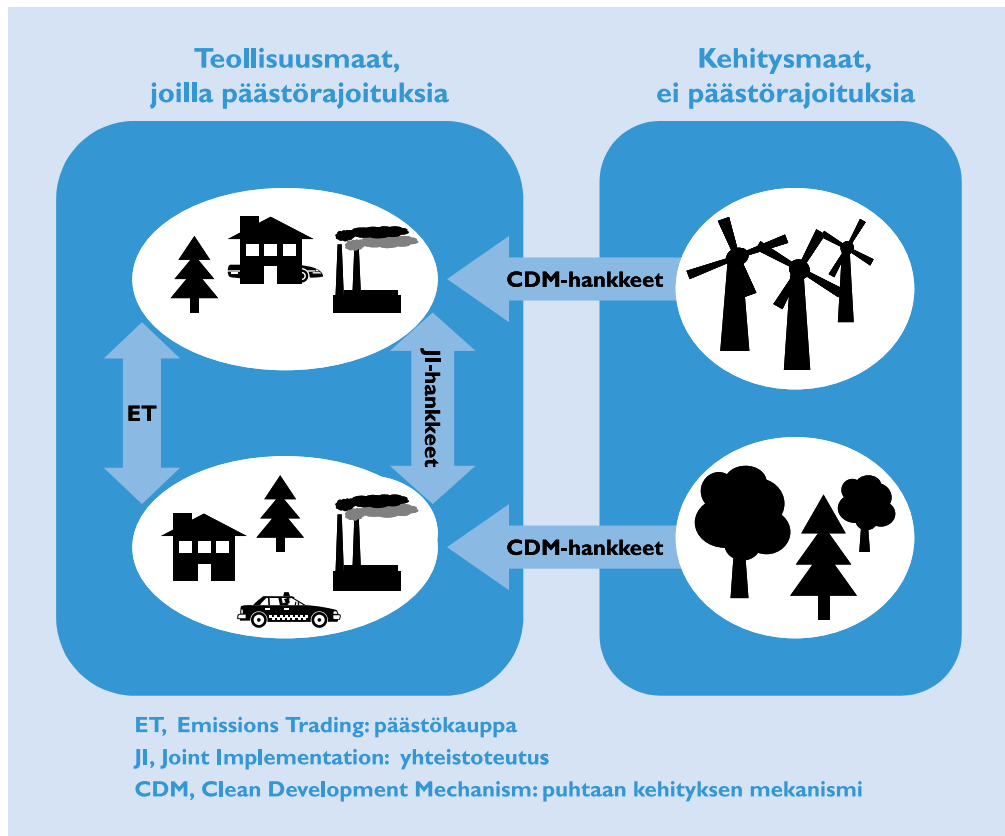 Teollisuusmaat,
joilla päästörajoituksia
Kehitysmaat,
ei päästörajoituksia
CDM-hankkeet
JI-hankkeet
ET
CDM-hankkeet
ET, Emissions Trading: päästökauppa
JI, Joint Implementation: yhteistoteutus
CDM, Clean Development Mechanism: puhtaan kehityksen mekanismi